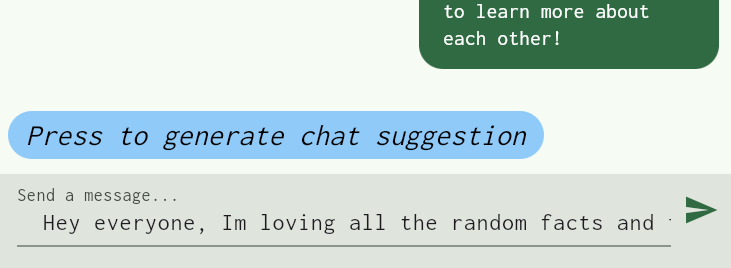 to learn more about
each other!
Press to generate chat suggestion
Send a message...
Hey everyone, Im loving all the random facts and